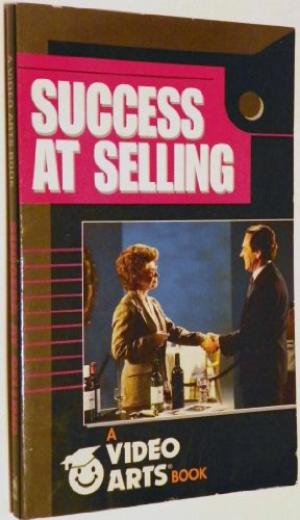 SUCCESS
AT SELLING
A
VIDEO
ARTS® BOOK
A VIDEO ARTS BOOK